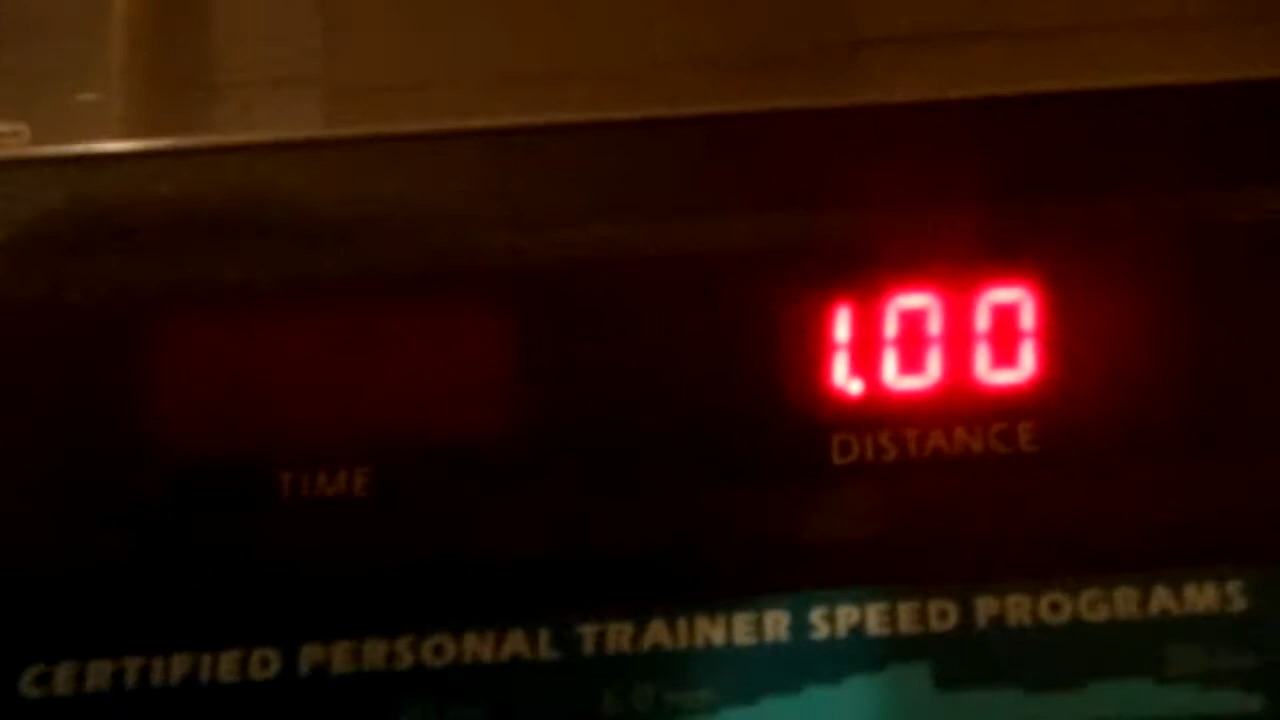 1.00
DISTANCE
TIME
CERTIFIED PERSONAL TRAINER SPEED PROGRAMS